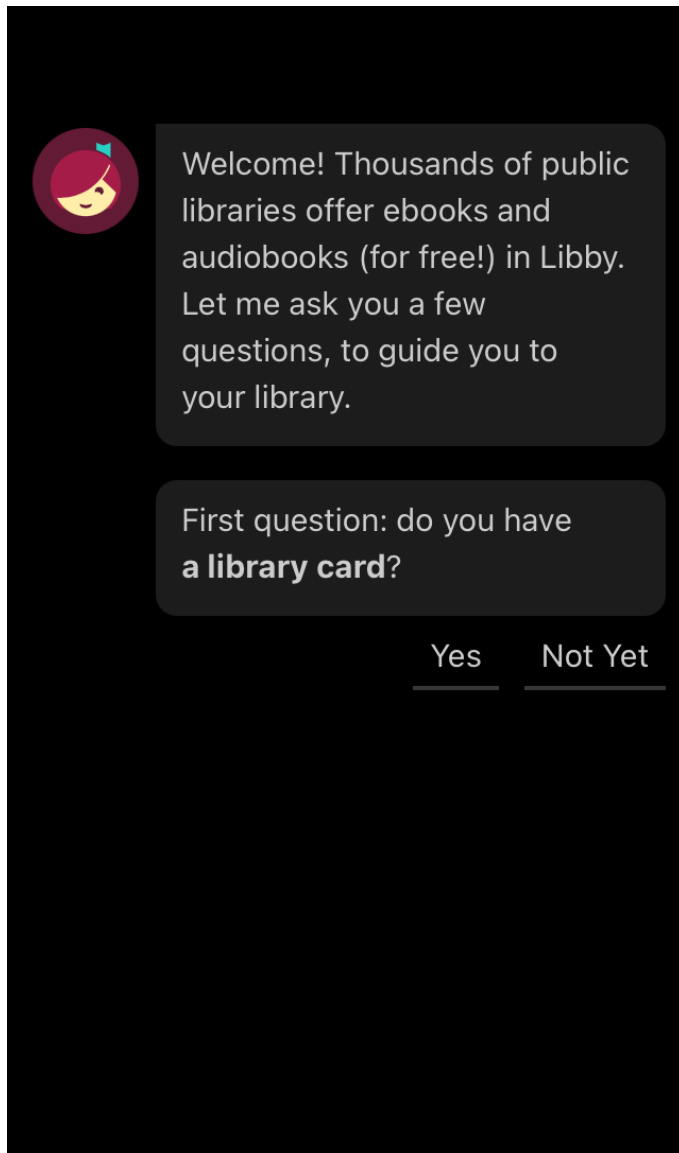 Welcome! Thousands of public
libraries offer ebooks and
audiobooks (for free!) in Libby.
Let me ask you a few
questions, to guide you to
your library.
First question: do you have
a library card?
Yes Not Yet